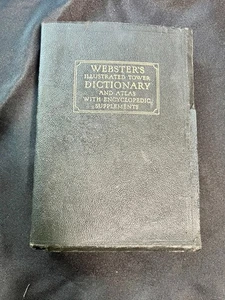 WEBSTER'S
ILLUSTRATED TOWER
DICTIONARY
AND ATLAS
WITH ENCYCLOPEDIC
SUPPLEMENTS